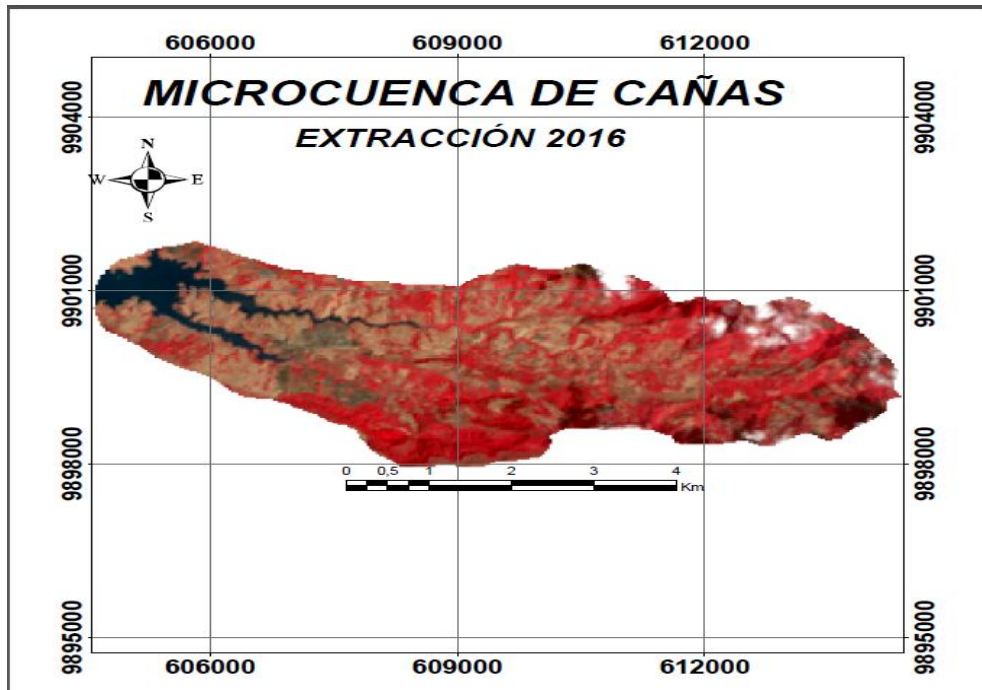 606000 609000 612000
MICROCUENCA DE CAÑAS
EXTRACCIÓN 2016
9904000 9904000
N
W E
S
9901000 9901000
9898000 9898000
0 0,5 1 2 3 4
Km
9895000 9895000
606000 609000 612000